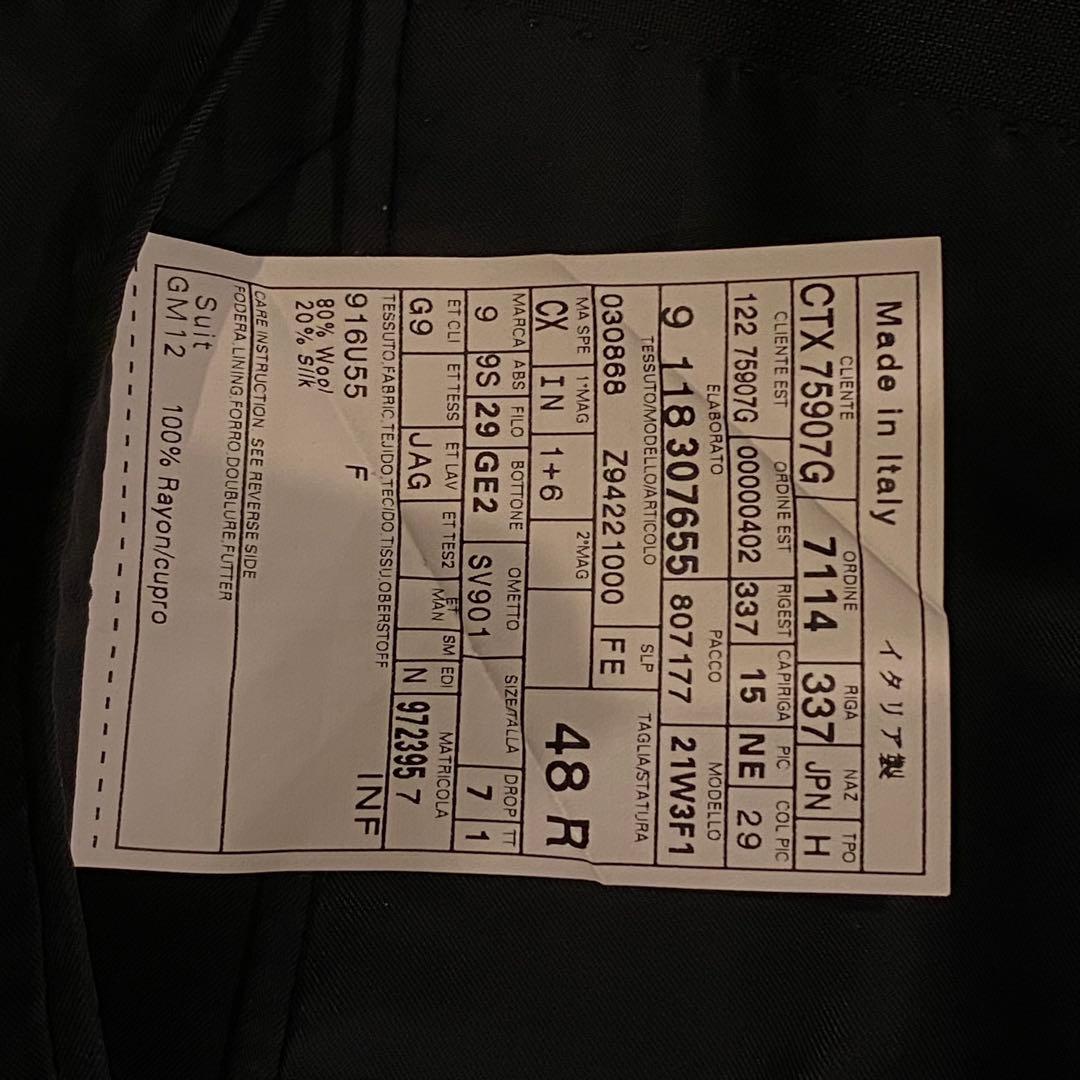 Made in Italy イタリア製
CLIENTE ORDINE RIGA NAZ TPO
CTX 75907G 7114 337 JPN H
CLIENTE EST ORDINE EST RIGEST CAPIRIGA PIC COL PIC
122 75907G 00000402 337 15 NE 29
ELABORATO PACCO MODELLO
9 118307655 807177 21W3F1
TESSUTO/MODELLO/ARTICOLO SLP TAGLIA/STATURA
030868 Z94221000 FE
48 R
MA SPE 1°MAG 2°MAG
CX IN 1+6
MARCA ABS FILO BOTTONE OMETTO SIZE/TALLA DROP TT
9 9S 29 GE2 SV901 7 1
ET CLI ET TESS ET LAV ET TES2 ET MAN SM EDI MATRICOLA
G9 JAG N 972395 7
TESSUTO,FABRIC,TEJIDO,TECIDO,TISSU,OBERSTOFF
916U55 F INF
80% Wool
20% Silk
CARE INSTRUCTION SEE REVERSE SIDE
FODERA,LINING,FORRO,DOUBLURE,FUTTER
Suit
GM12 100% Rayon/cupro